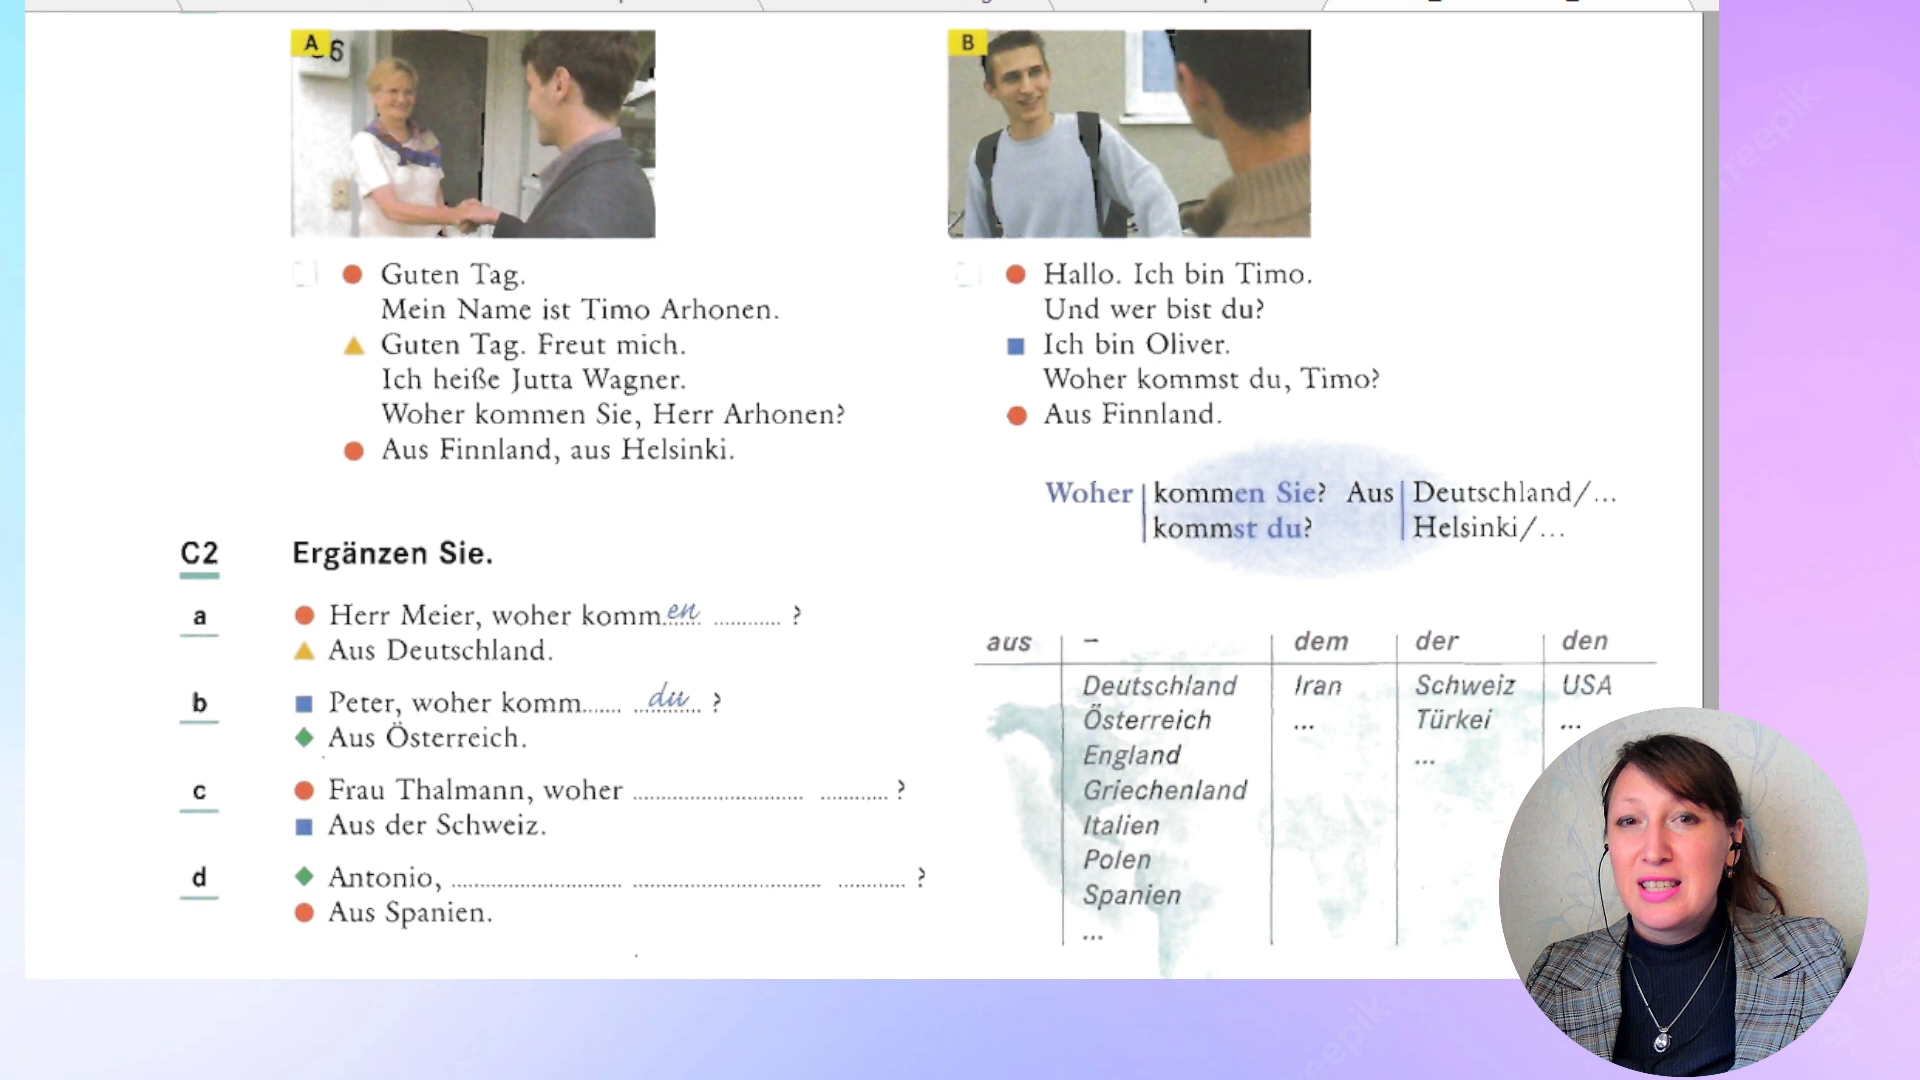 A
6
Guten Tag.
Mein Name ist Timo Arhonen.
Guten Tag. Freut mich.
Ich heiße Jutta Wagner.
Woher kommen Sie, Herr Arhonen?
Aus Finnland, aus Helsinki.
B
Hallo. Ich bin Timo.
Und wer bist du?
Ich bin Oliver.
Woher kommst du, Timo?
Aus Finnland.
Woher kommen Sie? Aus Deutschland/...
kommst du? Helsinki/...
C2 Ergänzen Sie.
a Herr Meier, woher kommen ............ ?
Aus Deutschland.
b Peter, woher komm....... du ?
Aus Österreich.
c Frau Thalmann, woher .............................. ............ ?
Aus der Schweiz.
d Antonio, .............................. ................................. ............ ?
Aus Spanien.
aus – dem der den
Deutschland Iran Schweiz USA
Österreich ... Türkei ...
England ...
Griechenland
Italien
Polen
Spanien
...
freepik